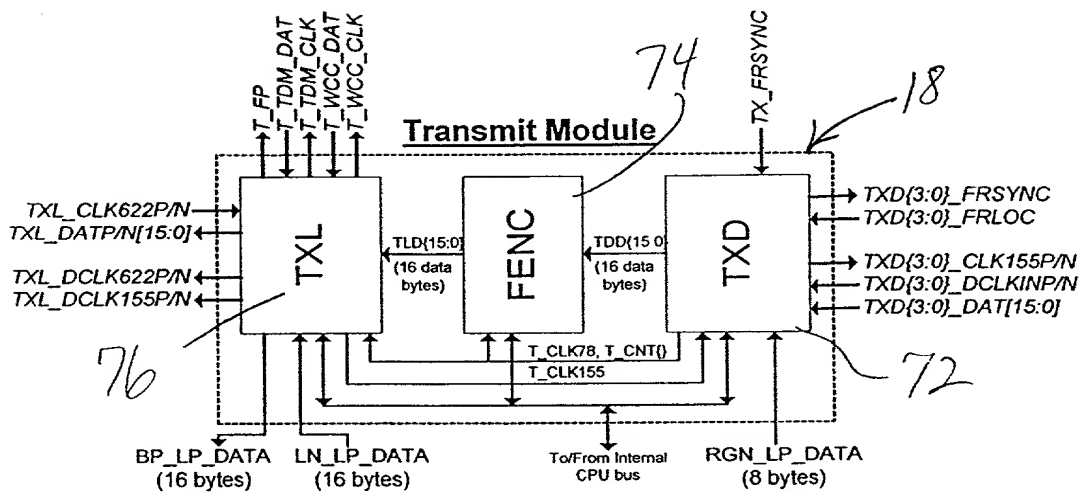 T_FP
T_TDM_DAT
T_TDM_CLK
T_WCC_DAT
T_WCC_CLK
74
TX_FRSYNC
18
Transmit Module
TXL_CLK622P/N
TXL_DATP/N[15:0]
TXL_DCLK622P/N
TXL_DCLK155P/N
TXL
TLD{15:0}
(16 data
bytes)
FENC
TDD{15 0}
(16 data
bytes)
TXD
TXD{3:0}_FRSYNC
TXD{3:0}_FRLOC
TXD{3:0}_CLK155P/N
TXD{3:0}_DCLKINP/N
TXD{3:0}_DAT[15:0]
76
T_CLK78, T_CNT{}
T_CLK155
72
BP_LP_DATA
(16 bytes)
LN_LP_DATA
(16 bytes)
To/From Internal
CPU bus
RGN_LP_DATA
(8 bytes)